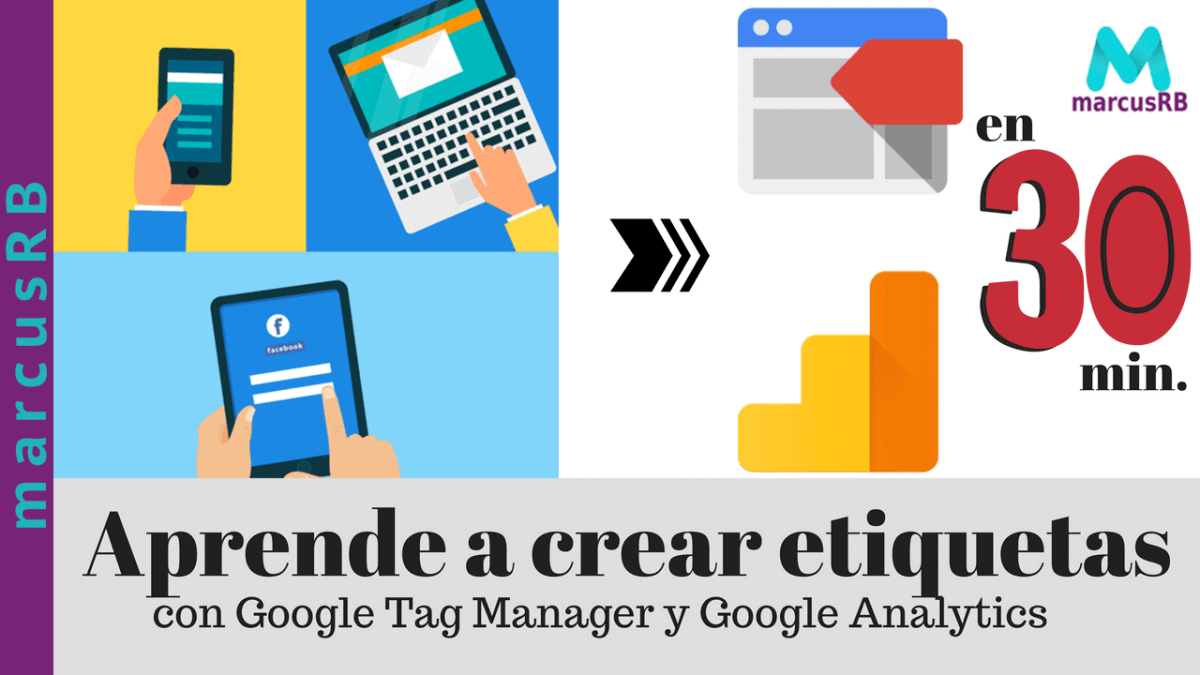 marcusRB
facebook
marcusRB
en
30
min.
Aprende a crear etiquetas
con Google Tag Manager y Google Analytics